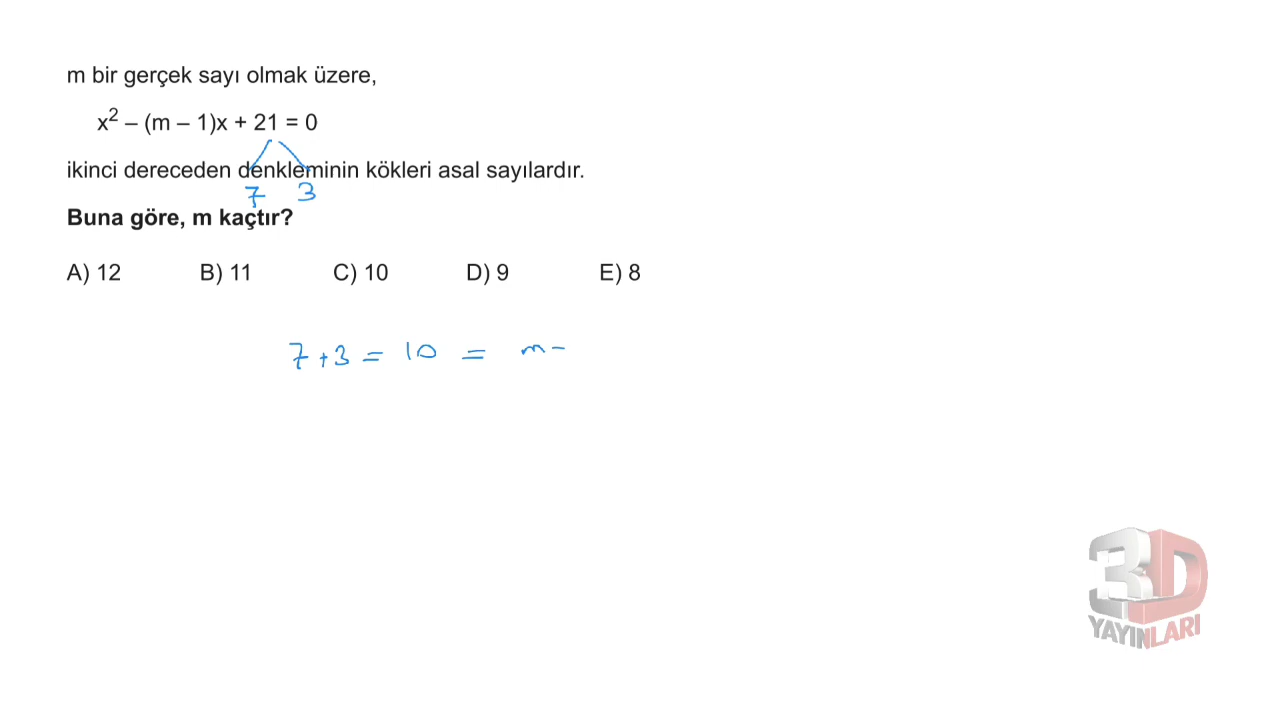 m bir gerçek sayı olmak üzere,
x² – (m – 1)x + 21 = 0
ikinci dereceden denkleminin kökleri asal sayılardır.
7 3
Buna göre, m kaçtır?
A) 12 B) 11 C) 10 D) 9 E) 8
7 + 3 = 10 = m -
3D
YAYINLARI